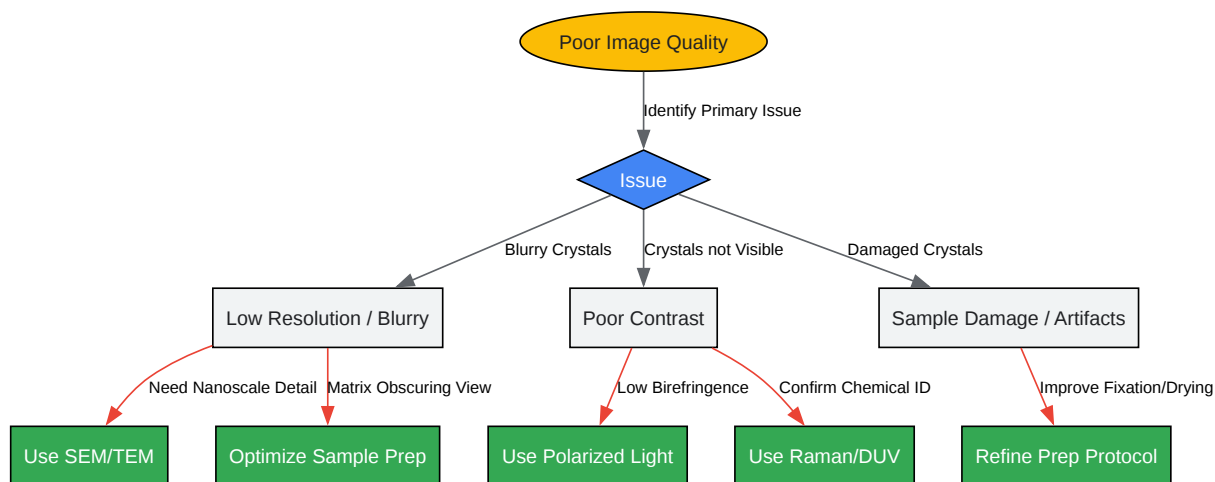 Poor Image Quality
Identify Primary Issue
Issue
Blurry Crystals
Crystals not Visible
Damaged Crystals
Low Resolution / Blurry
Poor Contrast
Sample Damage / Artifacts
Need Nanoscale Detail
Matrix Obscuring View
Low Birefringence
Confirm Chemical ID
Improve Fixation/Drying
Use SEM/TEM
Optimize Sample Prep
Use Polarized Light
Use Raman/DUV
Refine Prep Protocol